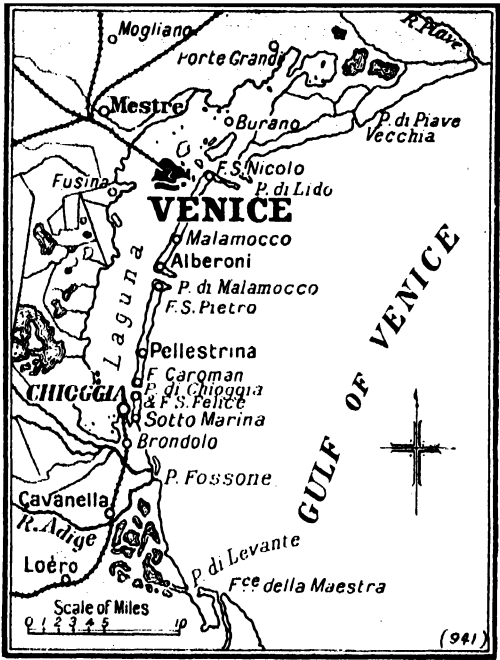 Mogliano
R. Piave
Porte Grandi
Mestre
Burano
P. di Piave
Vecchia
F.S. Nicolo
Fusina
P. di Lido
VENICE
Malamocco
Alberoni
P. di Malamocco
F.S. Pietro
Laguna
GULF OF VENICE
Pellestrina
F. Caroman
CHIOGGIA
P. di Chioggia
& F.S. Felice
Sotto Marina
Brondolo
P. Fossone
Cavanella
R. Adige
Loèro
P. di Levante
Fce della Maestra
Scale of Miles
0 1 2 3 4 5 10
(941)